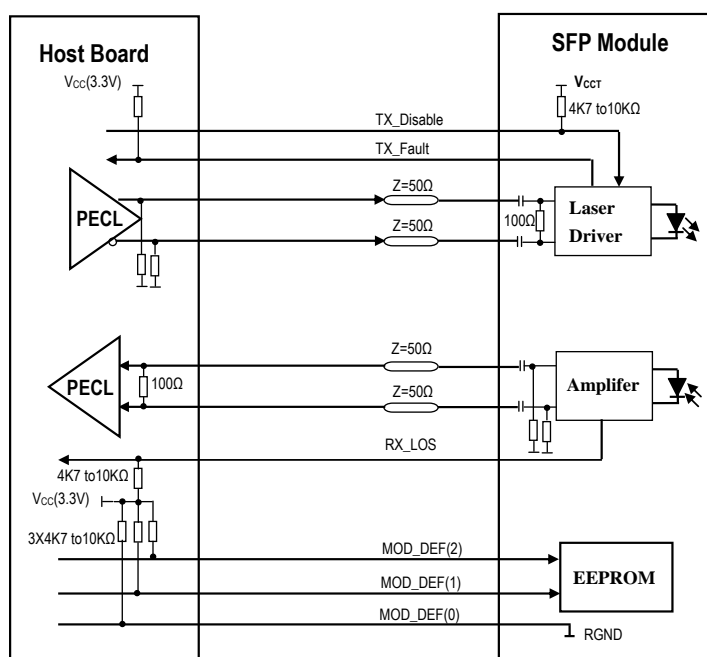 Host Board
SFP Module
VCC(3.3V)
VCCT
4K7 to10KΩ
TX_Disable
TX_Fault
Z=50Ω
PECL
100Ω
Laser
Driver
Z=50Ω
Z=50Ω
PECL
100Ω
Amplifer
Z=50Ω
RX_LOS
4K7 to10KΩ
VCC(3.3V)
3X4K7 to10KΩ
MOD_DEF(2)
EEPROM
MOD_DEF(1)
MOD_DEF(0)
RGND